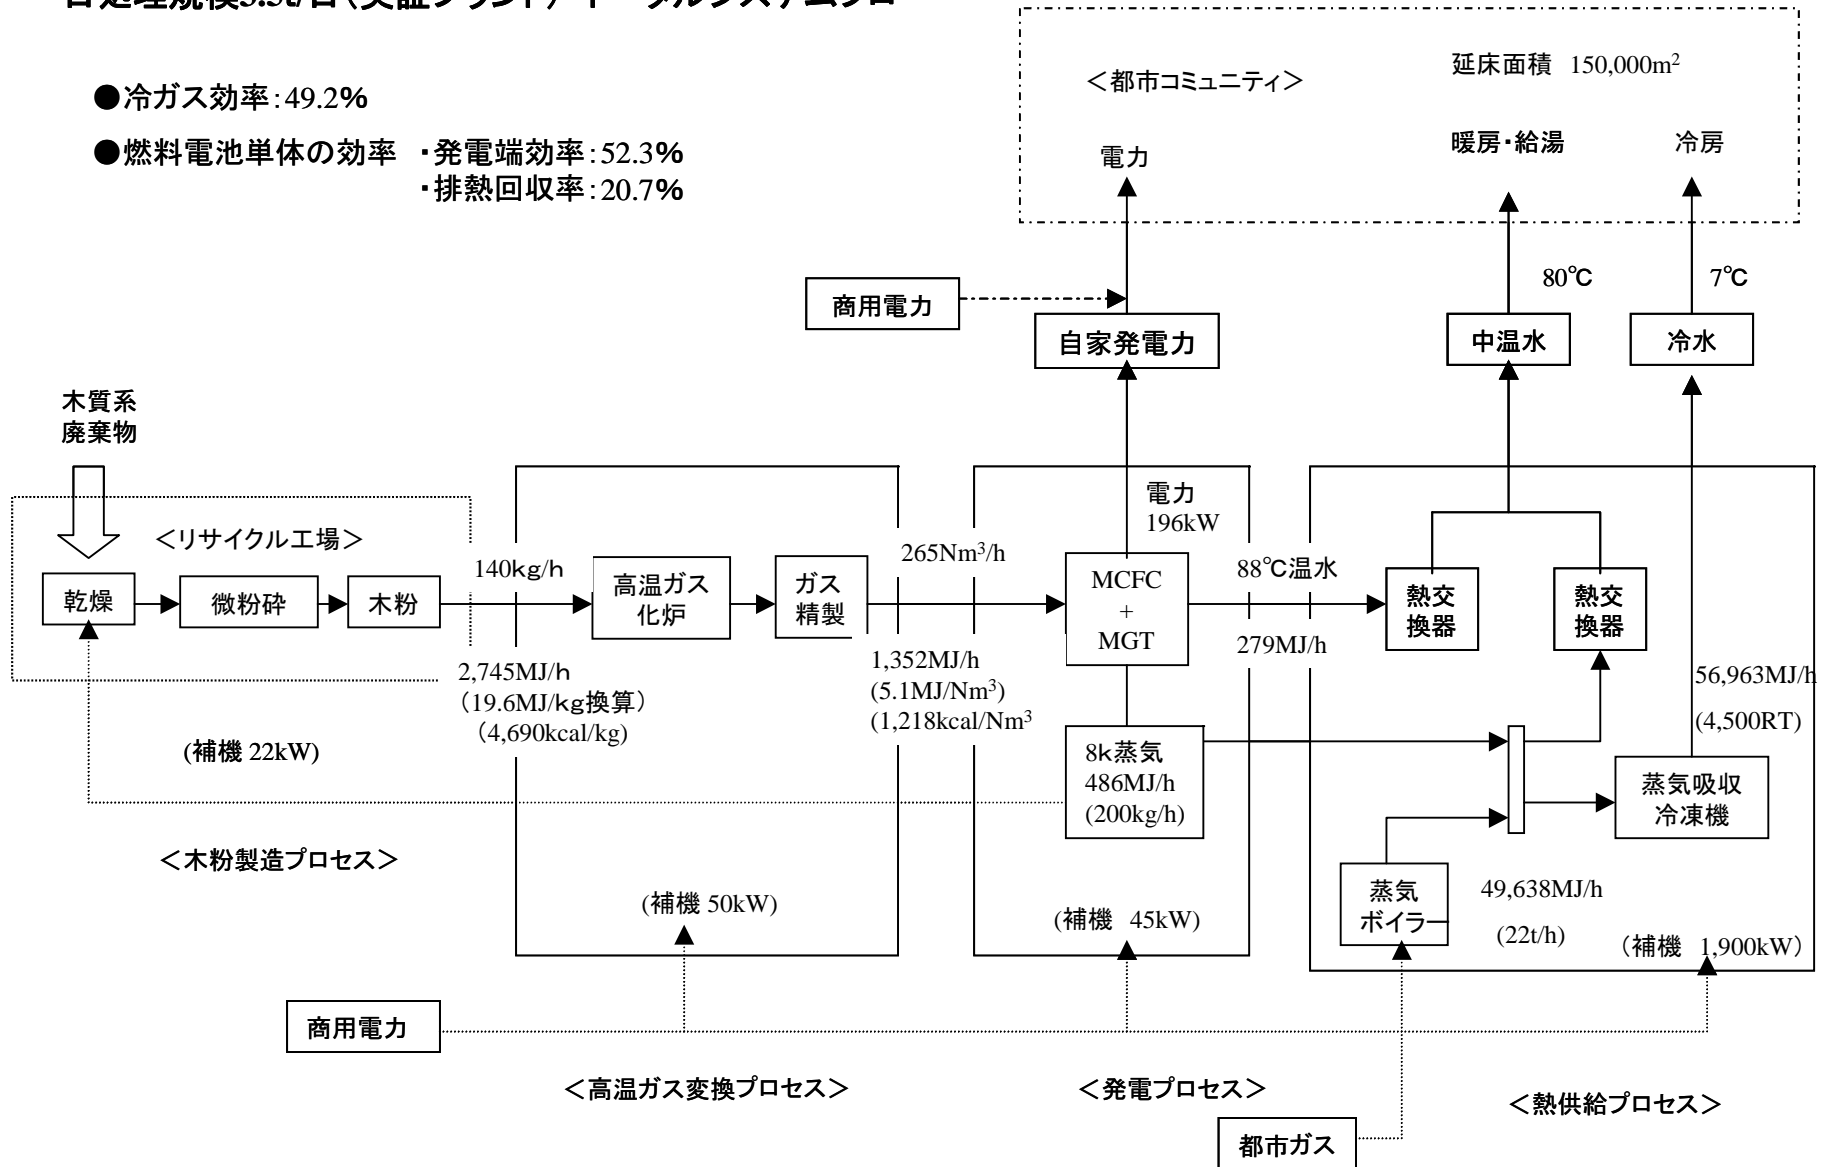 ●冷ガス効率：49.2%
●燃料電池単体の効率 ・発電端効率：52.3%
・排熱回収率：20.7%
＜都市コミュニティ＞
延床面積 150,000m²
電力
暖房・給湯
冷房
80℃
7℃
商用電力
自家発電力
中温水
冷水
木質系
廃棄物
＜リサイクル工場＞
乾燥
微粉砕
木粉
140kg/h
2,745MJ/h
（19.6MJ/kg換算）
（4,690kcal/kg)
(補機 22kW)
＜木粉製造プロセス＞
高温ガス
化炉
ガス
精製
265Nm³/h
1,352MJ/h
(5.1MJ/Nm³)
(1,218kcal/Nm³
(補機 50kW)
電力
196kW
MCFC
+
MGT
88℃温水
279MJ/h
8k蒸気
486MJ/h
(200kg/h)
(補機 45kW)
熱交
換器
熱交
換器
56,963MJ/h
(4,500RT)
蒸気吸収
冷凍機
蒸気
ボイラー
49,638MJ/h
(22t/h)
（補機 1,900kW）
商用電力
＜高温ガス変換プロセス＞
＜発電プロセス＞
＜熱供給プロセス＞
都市ガス